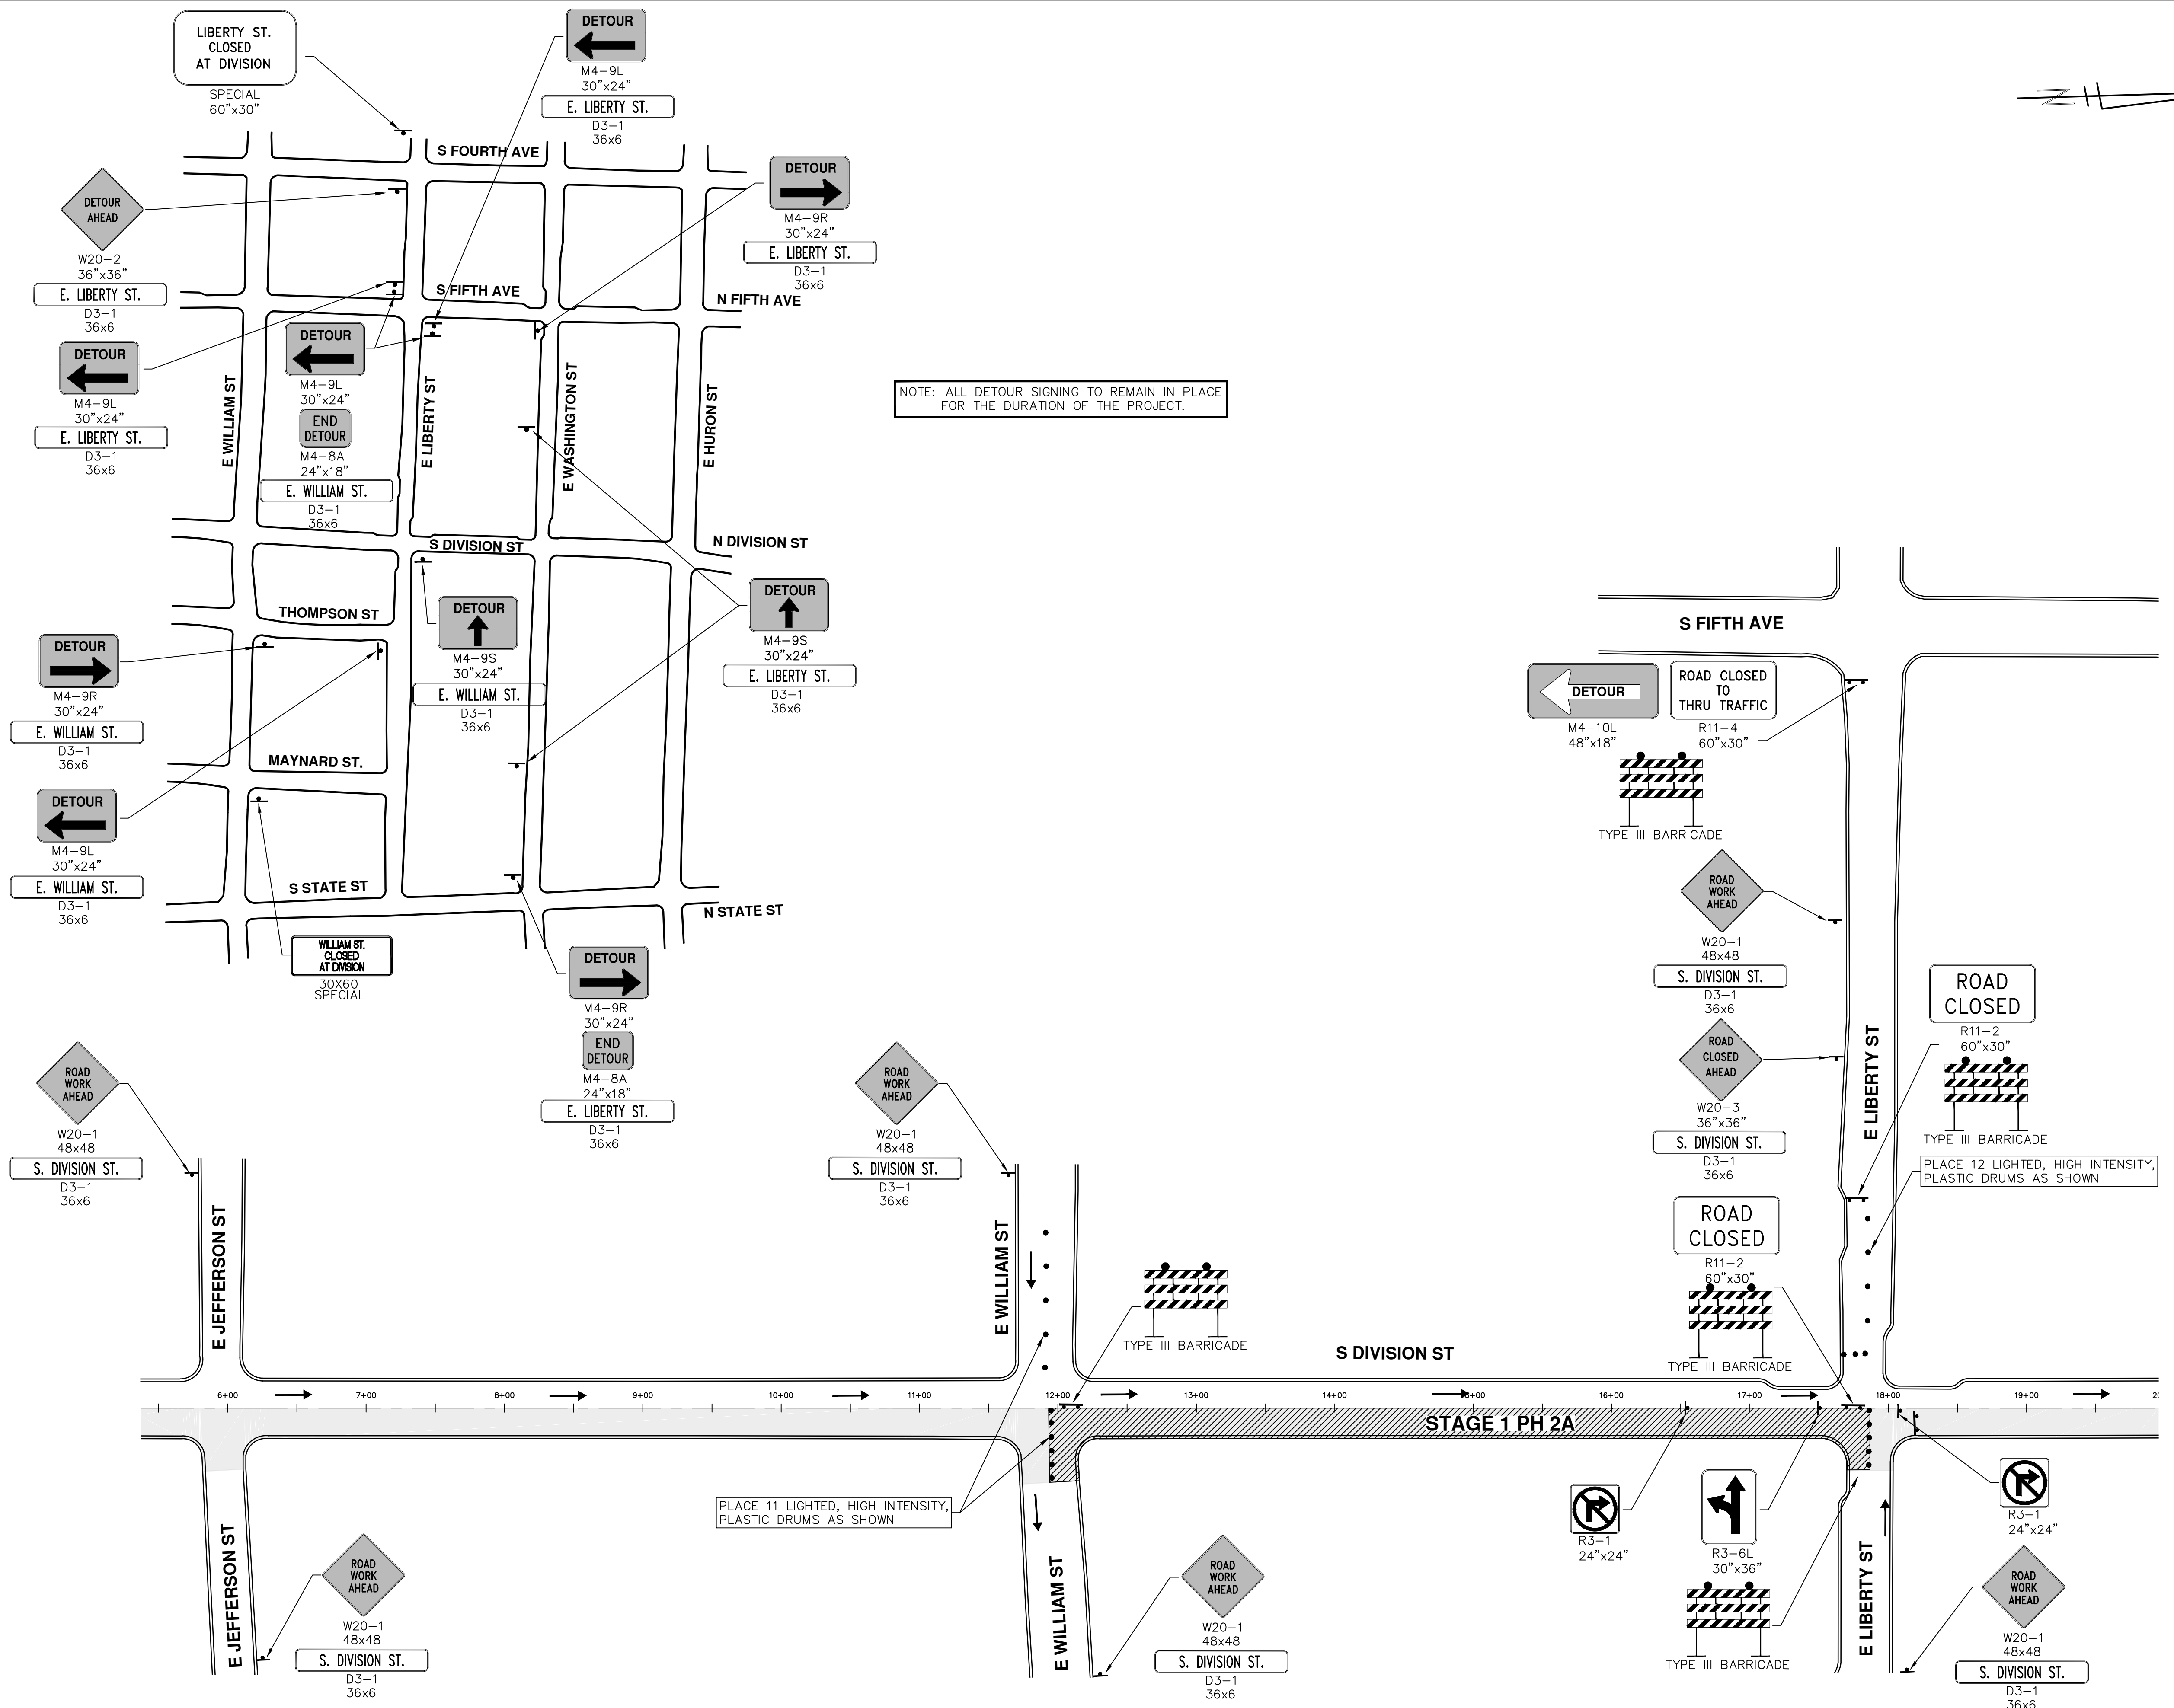 LIBERTY ST.
CLOSED
AT DIVISION
SPECIAL
60"x30"
DETOUR
M4-9L
30"x24"
E. LIBERTY ST.
D3-1
36x6
S FOURTH AVE
DETOUR
M4-9R
30"x24"
E. LIBERTY ST.
D3-1
36x6
DETOUR
AHEAD
W20-2
36"x36"
E. LIBERTY ST.
D3-1
36x6
S FIFTH AVE
N FIFTH AVE
DETOUR
M4-9L
30"x24"
E. LIBERTY ST.
D3-1
36x6
DETOUR
M4-9L
30"x24"
END
DETOUR
M4-8A
24"x18"
E. WILLIAM ST.
D3-1
36x6
E WILLIAM ST
E LIBERTY ST
E WASHINGTON ST
E HURON ST
NOTE: ALL DETOUR SIGNING TO REMAIN IN PLACE
FOR THE DURATION OF THE PROJECT.
S DIVISION ST
N DIVISION ST
THOMPSON ST
DETOUR
M4-9S
30"x24"
E. WILLIAM ST.
D3-1
36x6
DETOUR
M4-9S
30"x24"
E. LIBERTY ST.
D3-1
36x6
DETOUR
M4-9R
30"x24"
E. WILLIAM ST.
D3-1
36x6
MAYNARD ST.
DETOUR
M4-9L
30"x24"
E. WILLIAM ST.
D3-1
36x6
S STATE ST
N STATE ST
WILLIAM ST.
CLOSED
AT DIVISION
30X60
SPECIAL
DETOUR
M4-9R
30"x24"
END
DETOUR
M4-8A
24"x18"
E. LIBERTY ST.
D3-1
36x6
S FIFTH AVE
DETOUR
M4-10L
48"x18"
ROAD CLOSED
TO
THRU TRAFFIC
R11-4
60"x30"
TYPE III BARRICADE
ROAD
WORK
AHEAD
W20-1
48x48
S. DIVISION ST.
D3-1
36x6
ROAD
CLOSED
AHEAD
W20-3
36"x36"
S. DIVISION ST.
D3-1
36x6
E LIBERTY ST
ROAD
CLOSED
R11-2
60"x30"
TYPE III BARRICADE
PLACE 12 LIGHTED, HIGH INTENSITY,
PLASTIC DRUMS AS SHOWN
ROAD
CLOSED
R11-2
60"x30"
TYPE III BARRICADE
ROAD
WORK
AHEAD
W20-1
48x48
S. DIVISION ST.
D3-1
36x6
E JEFFERSON ST
ROAD
WORK
AHEAD
W20-1
48x48
S. DIVISION ST.
D3-1
36x6
E WILLIAM ST
TYPE III BARRICADE
S DIVISION ST
6+00 7+00 8+00 9+00 10+00 11+00 12+00 13+00 14+00 15+00 16+00 17+00 18+00 19+00 20
STAGE 1 PH 2A
PLACE 11 LIGHTED, HIGH INTENSITY,
PLASTIC DRUMS AS SHOWN
E JEFFERSON ST
ROAD
WORK
AHEAD
W20-1
48x48
S. DIVISION ST.
D3-1
36x6
E WILLIAM ST
ROAD
WORK
AHEAD
W20-1
48x48
S. DIVISION ST.
D3-1
36x6
R3-1
24"x24"
R3-6L
30"x36"
TYPE III BARRICADE
E LIBERTY ST
R3-1
24"x24"
ROAD
WORK
AHEAD
W20-1
48x48
S. DIVISION ST.
D3-1
36x6